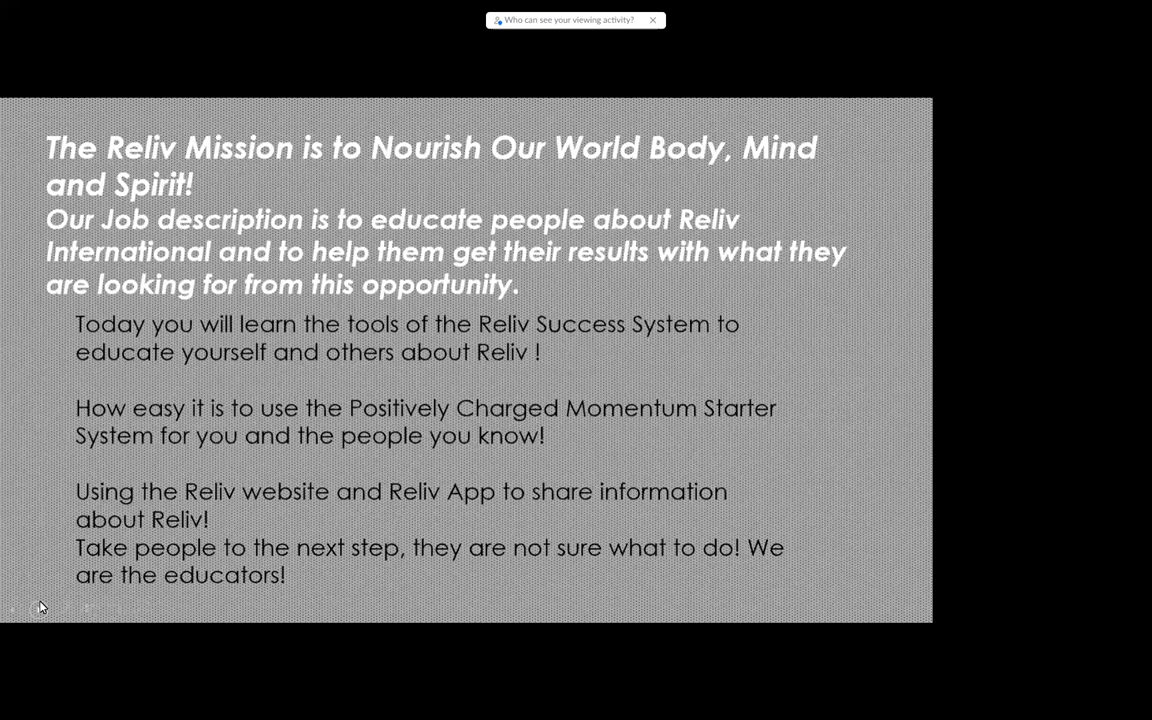 Who can see your viewing activity?
The Reliv Mission is to Nourish Our World Body, Mind
and Spirit!
Our Job description is to educate people about Reliv
International and to help them get their results with what they
are looking for from this opportunity.
Today you will learn the tools of the Reliv Success System to
educate yourself and others about Reliv !
How easy it is to use the Positively Charged Momentum Starter
System for you and the people you know!
Using the Reliv website and Reliv App to share information
about Reliv!
Take people to the next step, they are not sure what to do! We
are the educators!